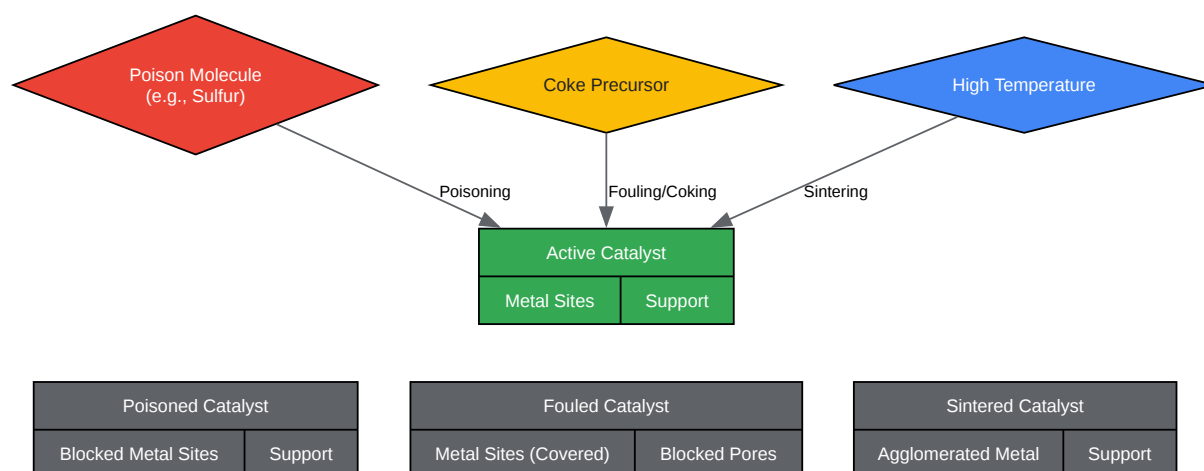 Poison Molecule
(e.g., Sulfur)
Coke Precursor
High Temperature
Poisoning
Fouling/Coking
Sintering
Active Catalyst
Metal Sites
Support
Poisoned Catalyst
Fouled Catalyst
Sintered Catalyst
Blocked Metal Sites
Support
Metal Sites (Covered)
Blocked Pores
Agglomerated Metal
Support